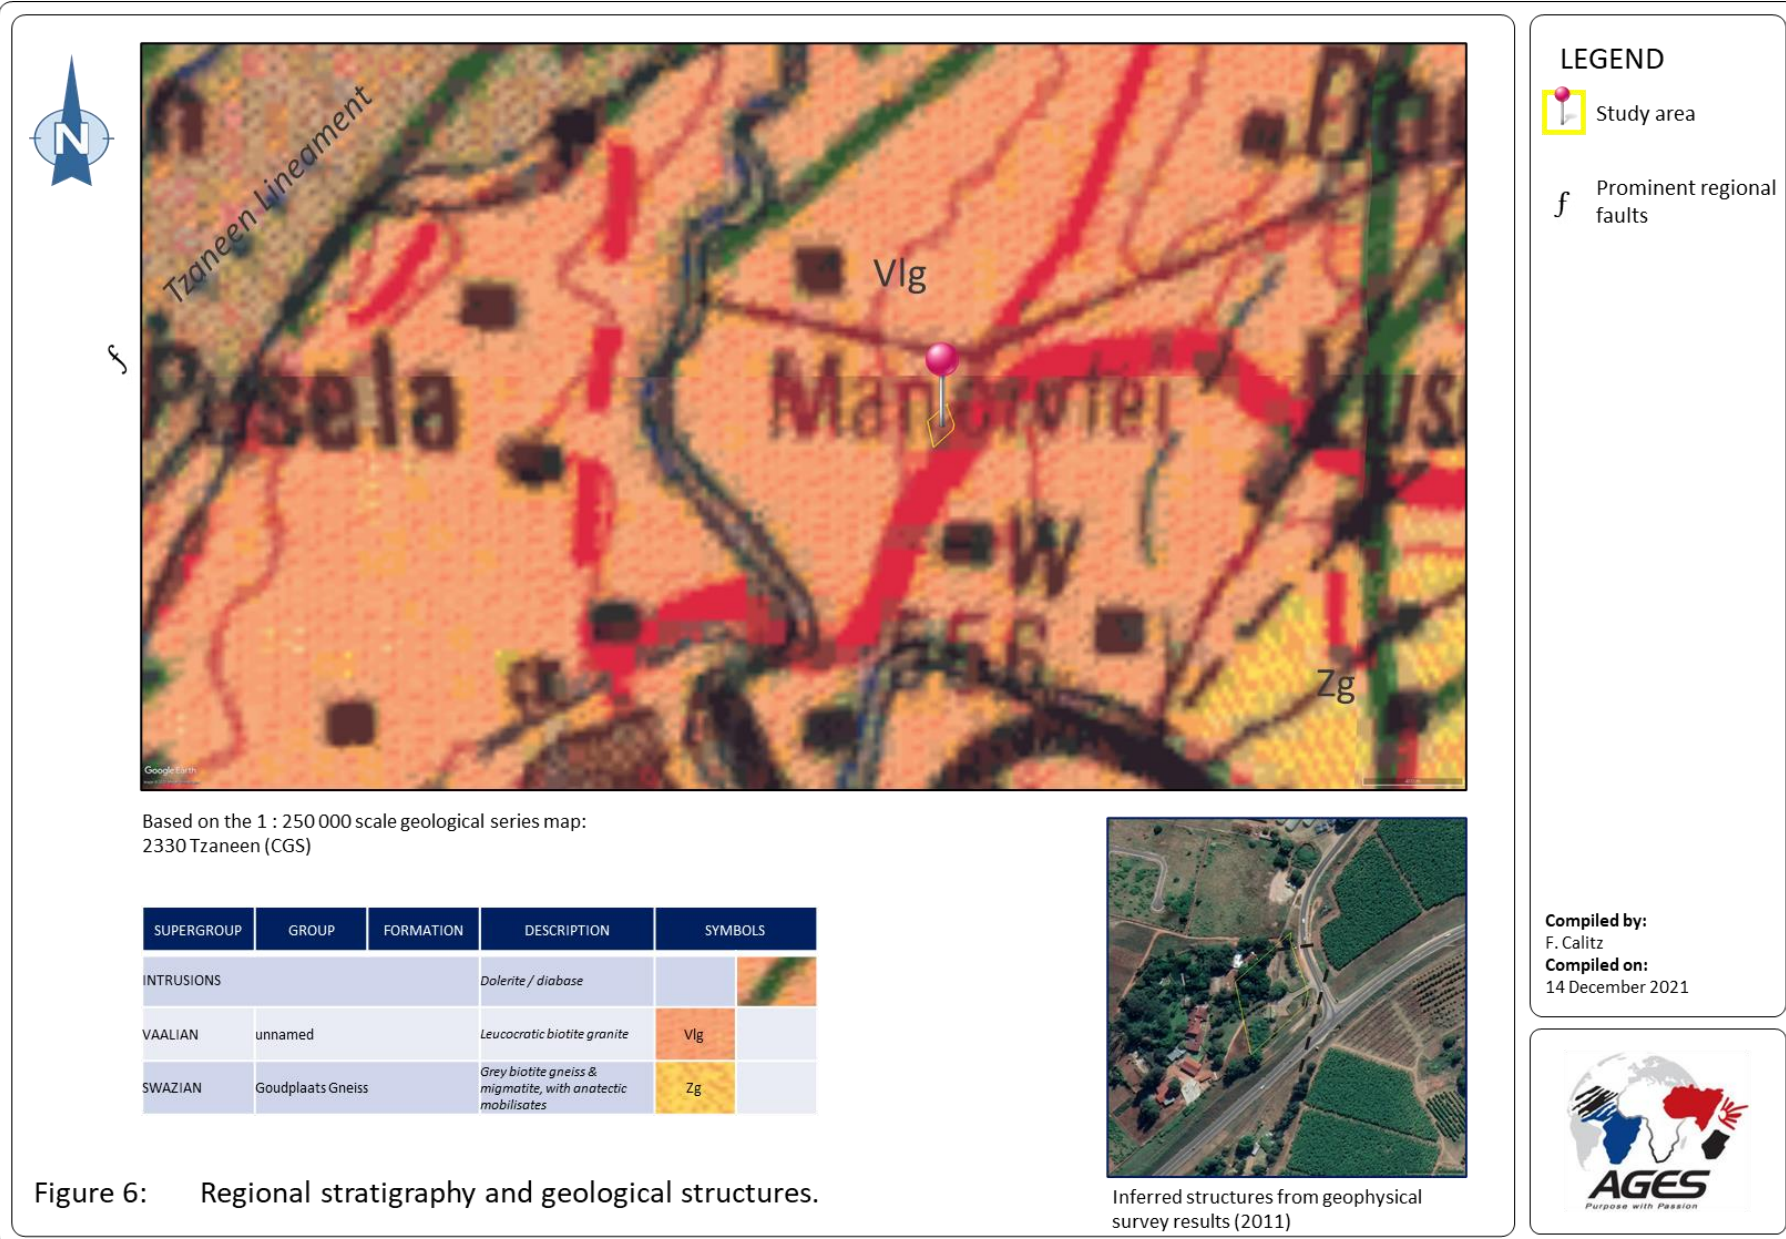 N
Tzaneen Lineament
Vlg
f
Zg
Google Earth
Based on the 1 : 250 000 scale geological series map:
2330 Tzaneen (CGS)
SUPERGROUP GROUP FORMATION DESCRIPTION SYMBOLS
INTRUSIONS Dolerite / diabase
VAALIAN unnamed Leucocratic biotite granite Vlg
SWAZIAN Goudplaats Gneiss Grey biotite gneiss &
migmatite, with anatectic
mobilisates Zg
Figure 6: Regional stratigraphy and geological structures.
Inferred structures from geophysical
survey results (2011)
LEGEND
Study area
f Prominent regional
faults
Compiled by:
F. Calitz
Compiled on:
14 December 2021
AGES
Purpose with Passion